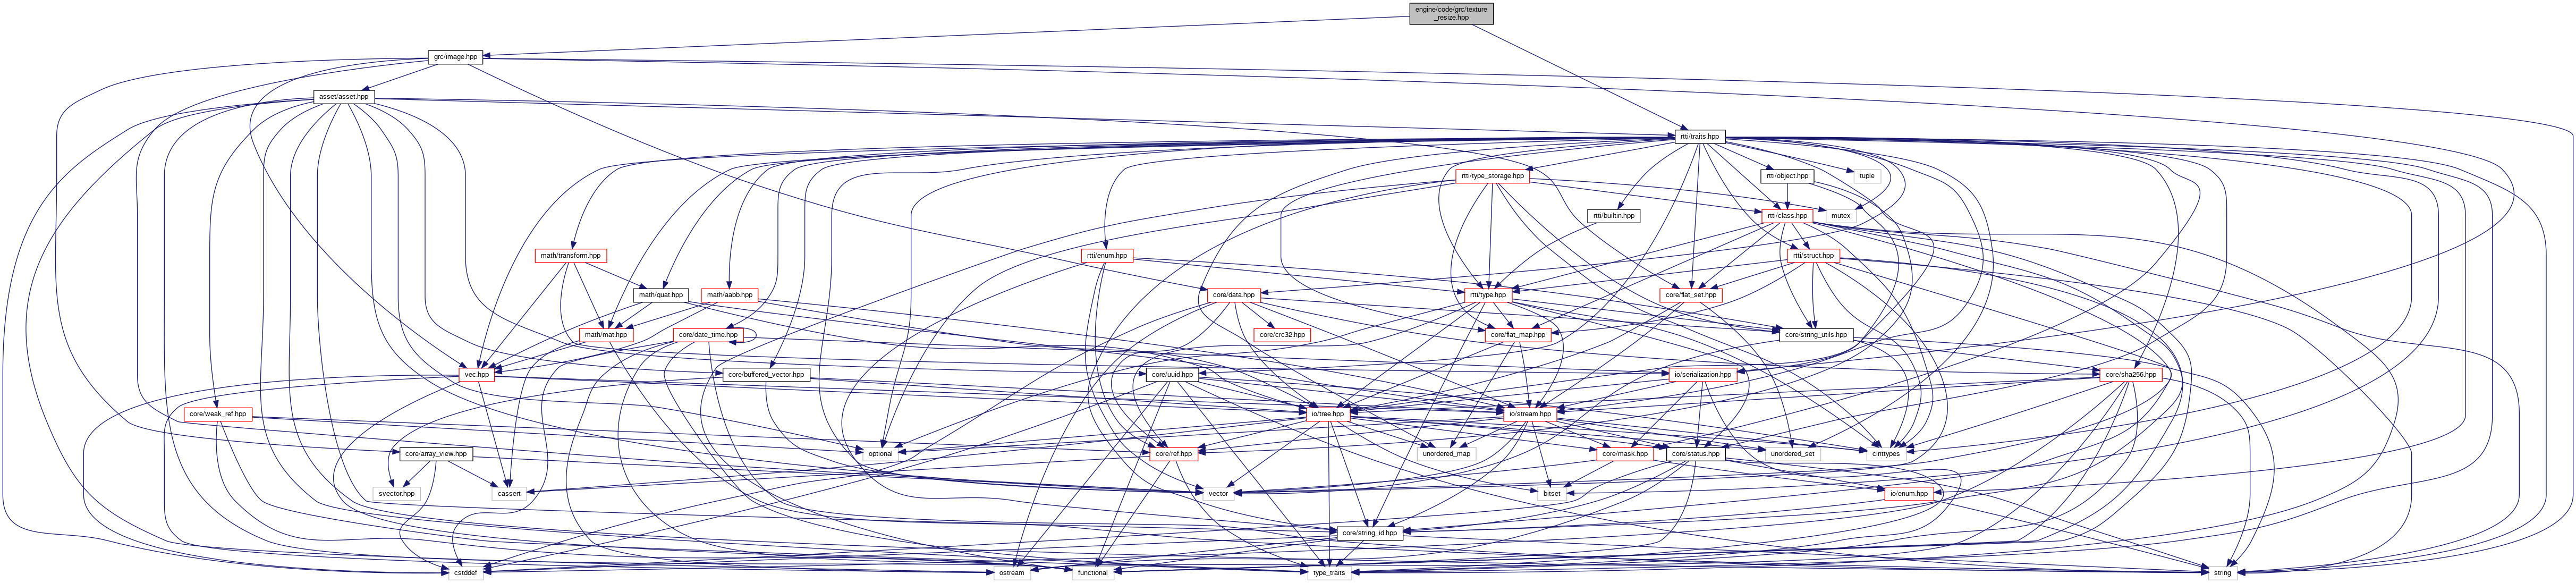 engine/code/grc/texture
_resize.hpp
grc/image.hpp
asset/asset.hpp
rtti/traits.hpp
rtti/type_storage.hpp
rtti/object.hpp
tuple
rtti/builtin.hpp
rtti/class.hpp
mutex
math/transform.hpp
rtti/enum.hpp
rtti/struct.hpp
math/quat.hpp
math/aabb.hpp
core/data.hpp
rtti/type.hpp
core/flat_set.hpp
math/mat.hpp
core/date_time.hpp
core/crc32.hpp
core/flat_map.hpp
core/string_utils.hpp
vec.hpp
core/buffered_vector.hpp
core/uuid.hpp
io/serialization.hpp
core/sha256.hpp
core/weak_ref.hpp
io/tree.hpp
io/stream.hpp
core/array_view.hpp
optional
core/ref.hpp
unordered_map
core/mask.hpp
core/status.hpp
unordered_set
cinttypes
svector.hpp
cassert
vector
bitset
io/enum.hpp
core/string_id.hpp
cstddef
ostream
functional
type_traits
string